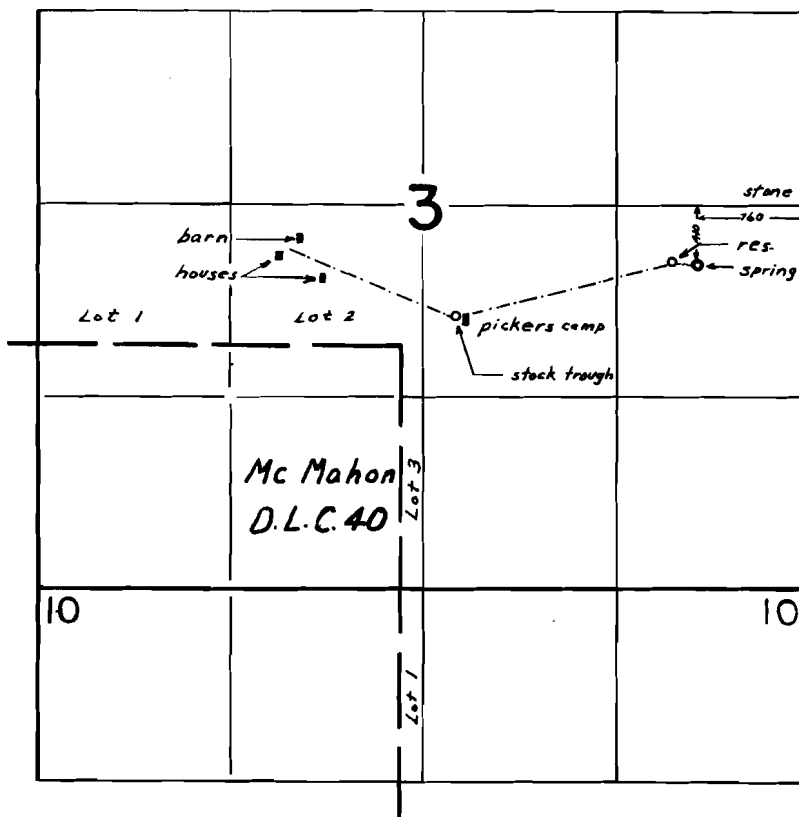 3
stone
760
barn
res.
houses
spring
Lot 1
Lot 2
pickers camp
stock trough
Mc Mahon
D.L.C. 40
Lot 3
10
10
Lot 1